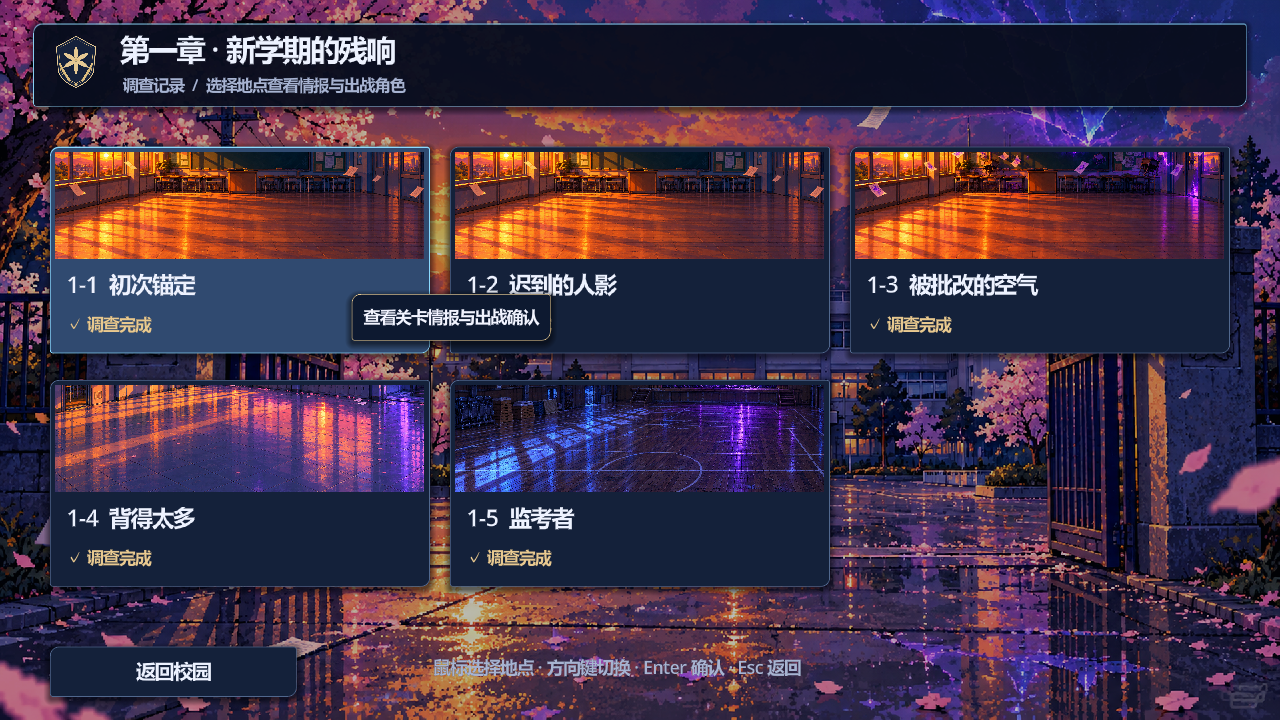 第一章 · 新学期的残响
调查记录 / 选择地点查看情报与出战角色
1-1 初次锚定
✓ 调查完成
1-2 迟到的人影
查看关卡情报与出战确认
1-3 被批改的空气
✓ 调查完成
1-4 背得太多
✓ 调查完成
1-5 监考者
✓ 调查完成
返回校园
鼠标选择地点 · 方向键切换 · Enter 确认 · Esc 返回